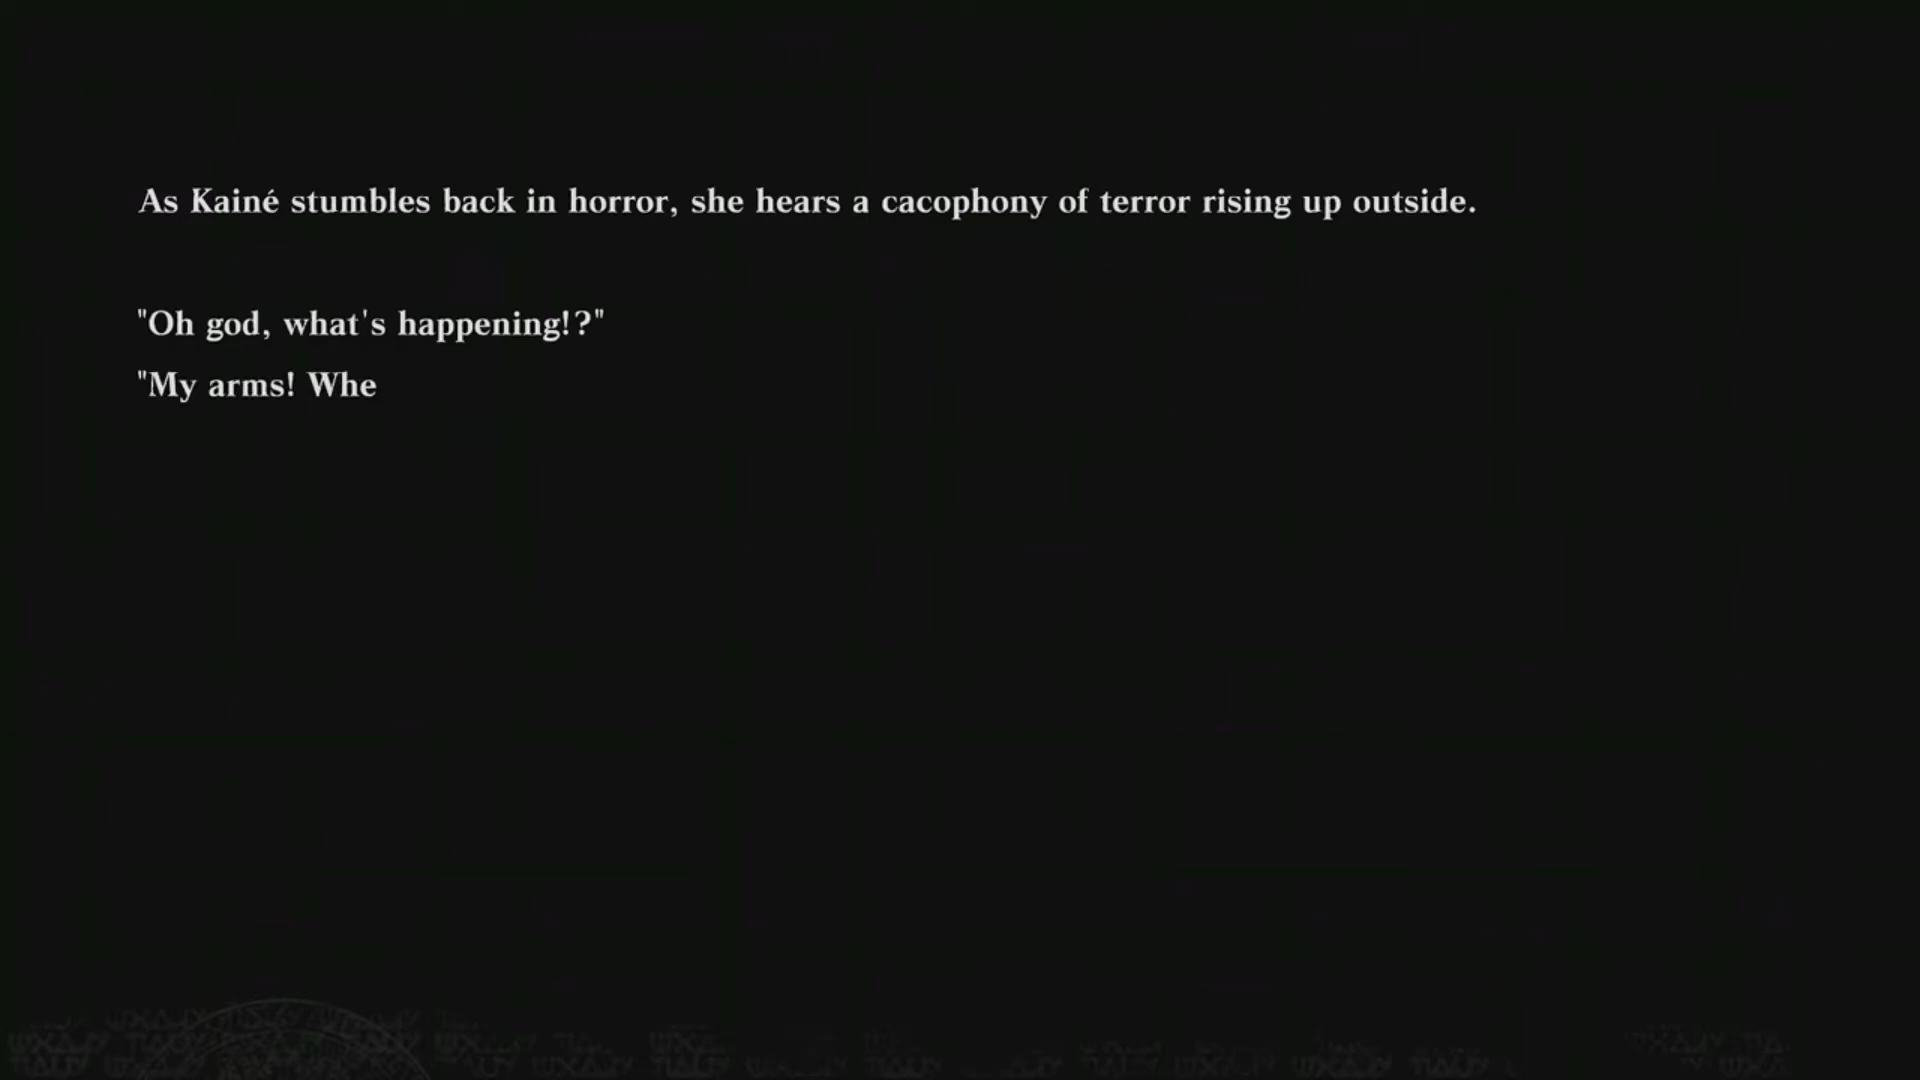 As Kainé stumbles back in horror, she hears a cacophony of terror rising up outside.
"Oh god, what's happening!?"
"My arms! Whe